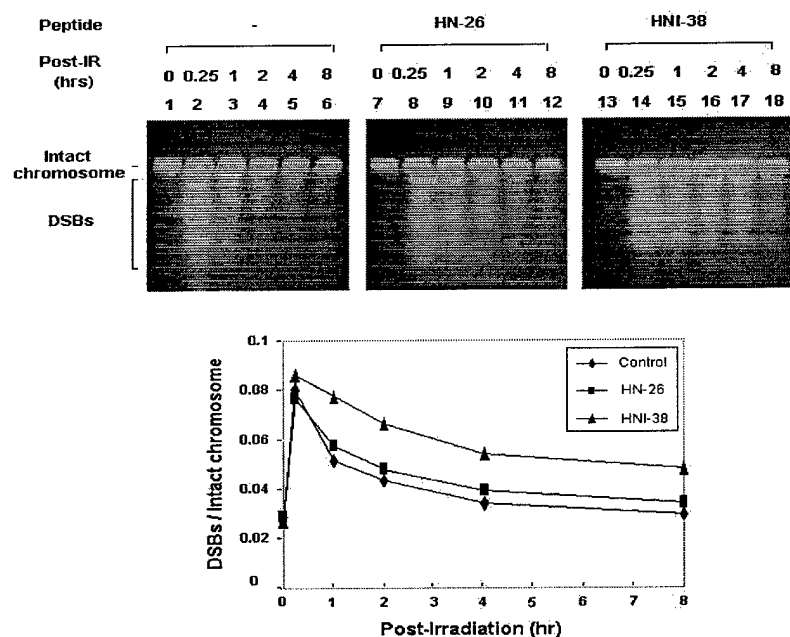 Peptide - HN-26 HNI-38
Post-IR (hrs) 0 0.25 1 2 4 8 0 0.25 1 2 4 8 0 0.25 1 2 4 8
1 2 3 4 5 6 7 8 9 10 11 12 13 14 15 16 17 18
Intact chromosome
DSBs
0.1
0.08
0.06
0.04
0.02
0
DSBs / Intact chromosome
Control
HN-26
HNI-38
0 1 2 3 4 5 6 7 8
Post-Irradiation (hr)